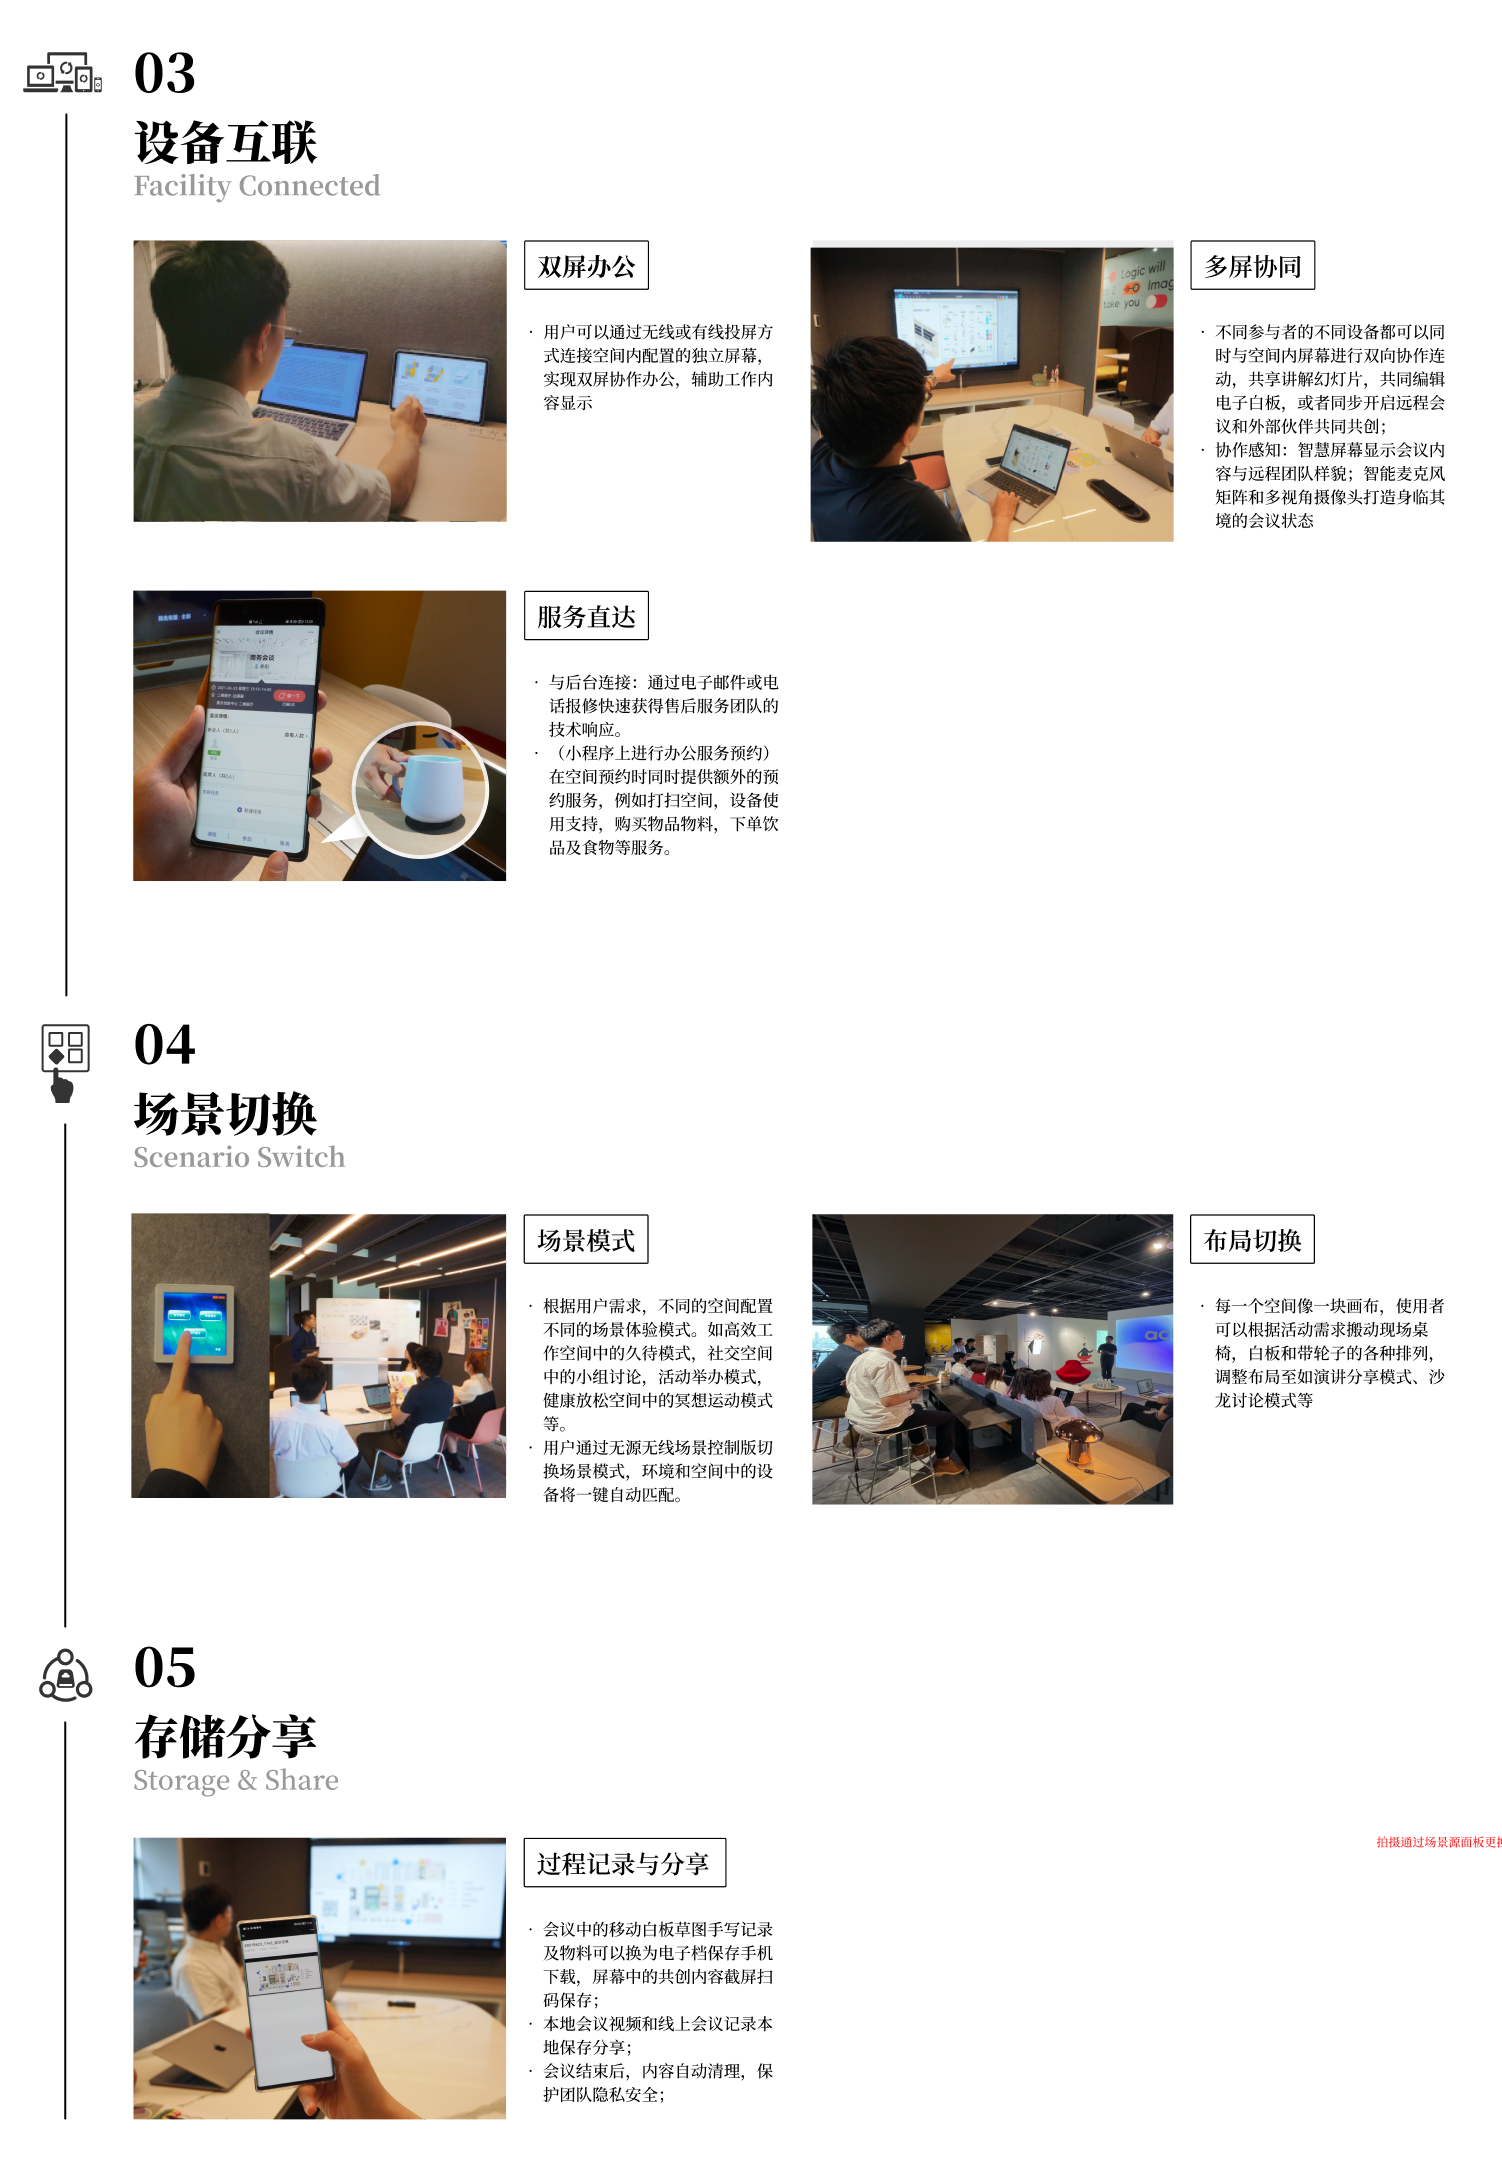 03
设备互联
Facility Connected
双屏办公
· 用户可以通过无线或有线投屏方
式连接空间内配置的独立屏幕，
实现双屏协作办公，辅助工作内
容显示
Logic will
imag
take you
多屏协同
· 不同参与者的不同设备都可以同
时与空间内屏幕进行双向协作连
动，共享讲解幻灯片，共同编辑
电子白板，或者同步开启远程会
议和外部伙伴共同共创；
· 协作感知：智慧屏幕显示会议内
容与远程团队样貌；智能麦克风
矩阵和多视角摄像头打造身临其
境的会议状态
会议详情
商务会谈
服务直达
· 与后台连接：通过电子邮件或电
话报修快速获得售后服务团队的
技术响应。
· （小程序上进行办公服务预约）
在空间预约时同时提供额外的预
约服务，例如打扫空间，设备使
用支持，购买物品物料，下单饮
品及食物等服务。
04
场景切换
Scenario Switch
场景模式
· 根据用户需求，不同的空间配置
不同的场景体验模式。如高效工
作空间中的久待模式，社交空间
中的小组讨论，活动举办模式，
健康放松空间中的冥想运动模式
等。
· 用户通过无源无线场景控制版切
换场景模式，环境和空间中的设
备将一键自动匹配。
布局切换
· 每一个空间像一块画布，使用者
可以根据活动需求搬动现场桌
椅，白板和带轮子的各种排列，
调整布局至如演讲分享模式、沙
龙讨论模式等
05
存储分享
Storage & Share
过程记录与分享
· 会议中的移动白板草图手写记录
及物料可以换为电子档保存手机
下载，屏幕中的共创内容截屏扫
码保存；
· 本地会议视频和线上会议记录本
地保存分享；
· 会议结束后，内容自动清理，保
护团队隐私安全；
拍摄通过场景源面板更换